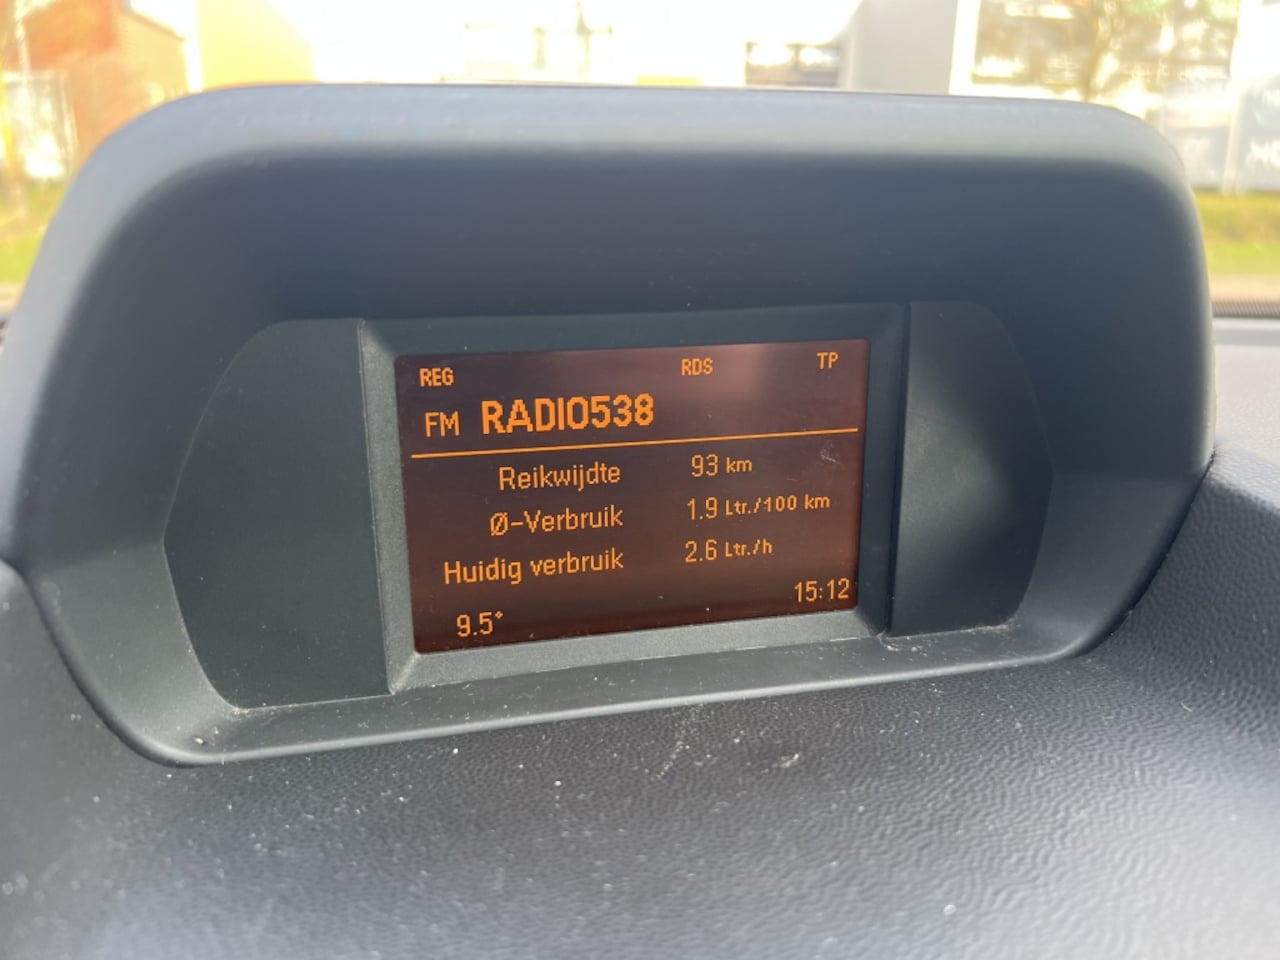 REG RDS TP
FM RADIO538
Reikwijdte 93 km
Ø-Verbruik 1.9 Ltr./100 km
Huidig verbruik 2.6 Ltr./h
9.5° 15:12